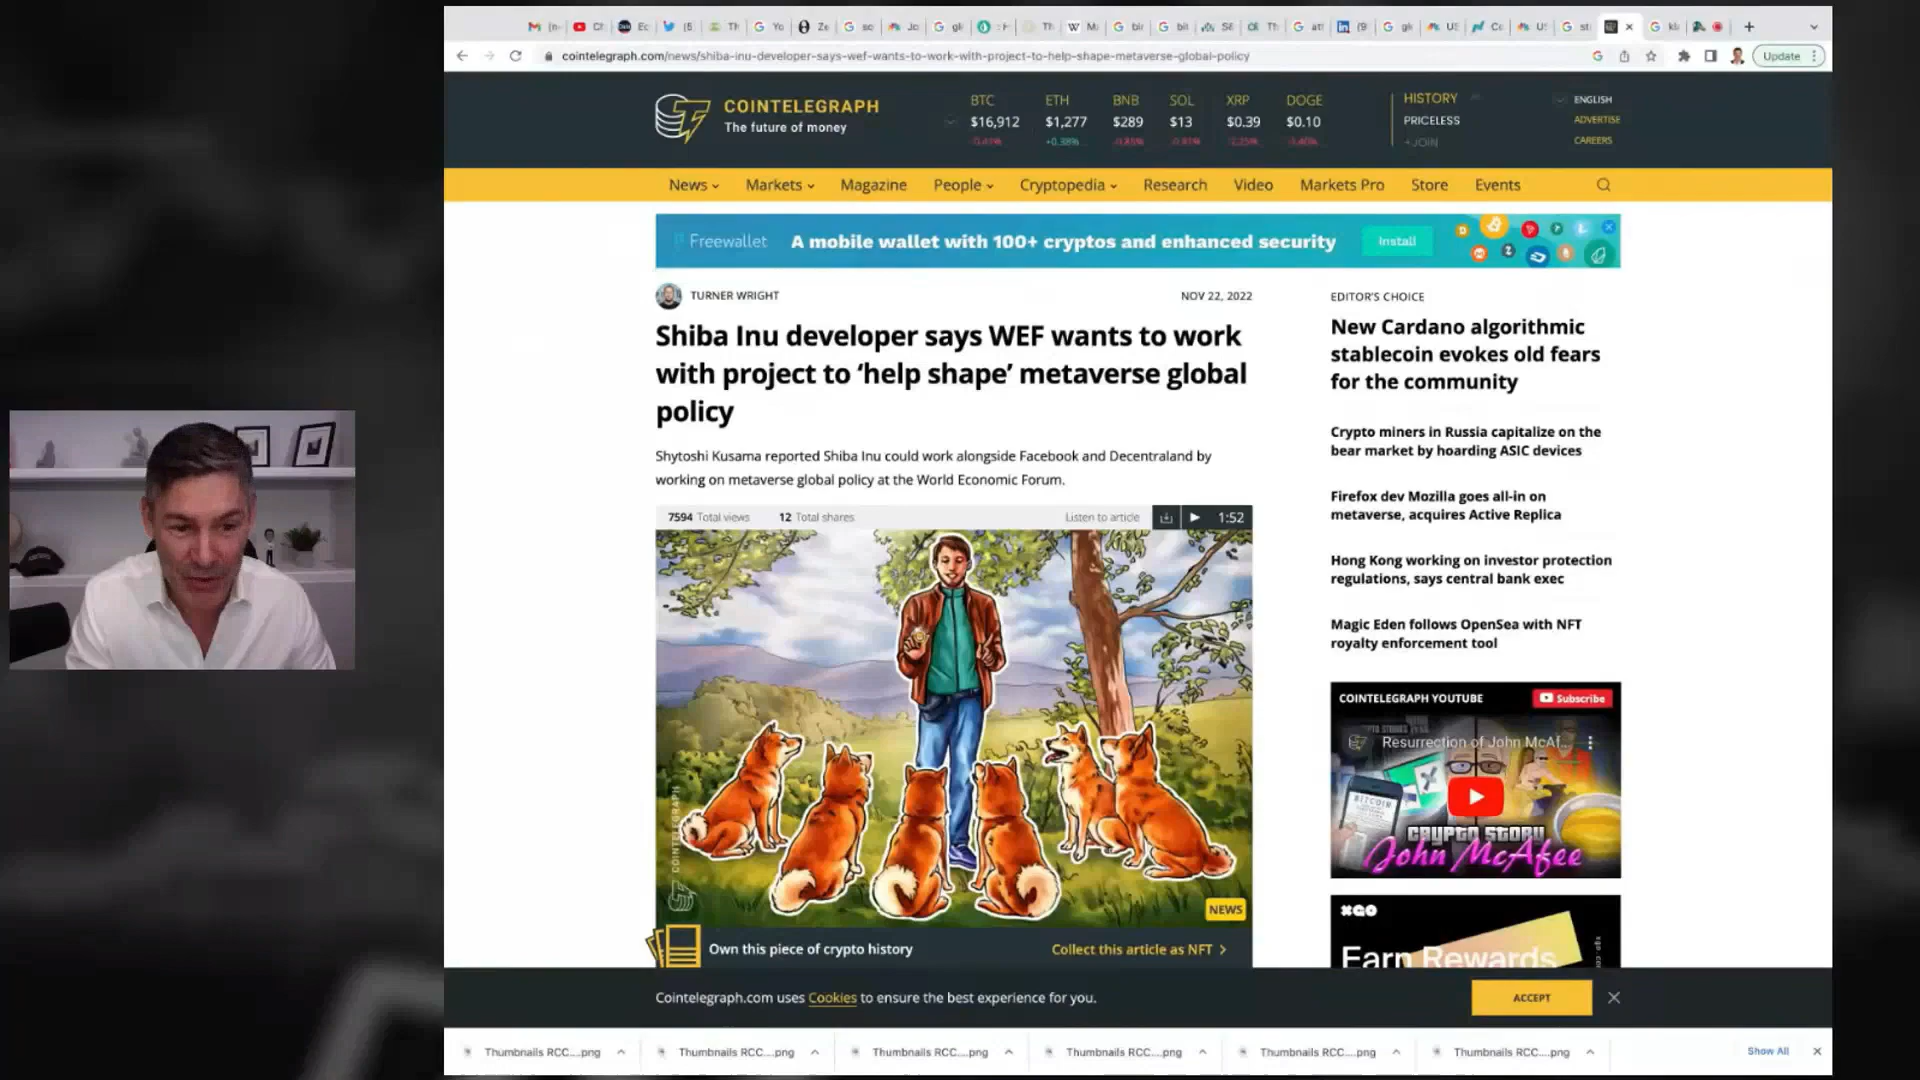 cointelegraph.com/news/shiba-inu-developer-says-wef-wants-to-work-with-project-to-help-shape-metaverse-global-policy
Update
COINTELEGRAPH
The future of money
BTC ETH BNB SOL XRP DOGE
$16,912 $1,277 $289 $13 $0.39 $0.10
+0.38%
HISTORY
PRICELESS
+JOIN
ENGLISH
ADVERTISE
CAREERS
News Markets Magazine People Cryptopedia Research Video Markets Pro Store Events
Freewallet A mobile wallet with 100+ cryptos and enhanced security Install
TURNER WRIGHT NOV 22, 2022
Shiba Inu developer says WEF wants to work
with project to ‘help shape’ metaverse global
policy
Shytoshi Kusama reported Shiba Inu could work alongside Facebook and Decentraland by
working on metaverse global policy at the World Economic Forum.
7594 Total views 12 Total shares Listen to article 1:52
COINTELEGRAPH
NEWS
Own this piece of crypto history Collect this article as NFT >
EDITOR'S CHOICE
New Cardano algorithmic
stablecoin evokes old fears
for the community
Crypto miners in Russia capitalize on the
bear market by hoarding ASIC devices
Firefox dev Mozilla goes all-in on
metaverse, acquires Active Replica
Hong Kong working on investor protection
regulations, says central bank exec
Magic Eden follows OpenSea with NFT
royalty enforcement tool
COINTELEGRAPH YOUTUBE Subscribe
Resurrection of John McAf...
BITCOIN
CRYPTO STORY
John McAfee
XGO
Earn Rewards
Cointelegraph.com uses Cookies to ensure the best experience for you.
ACCEPT
Thumbnails RCC....png Thumbnails RCC....png Thumbnails RCC....png Thumbnails RCC....png Thumbnails RCC....png Thumbnails RCC....png Show All